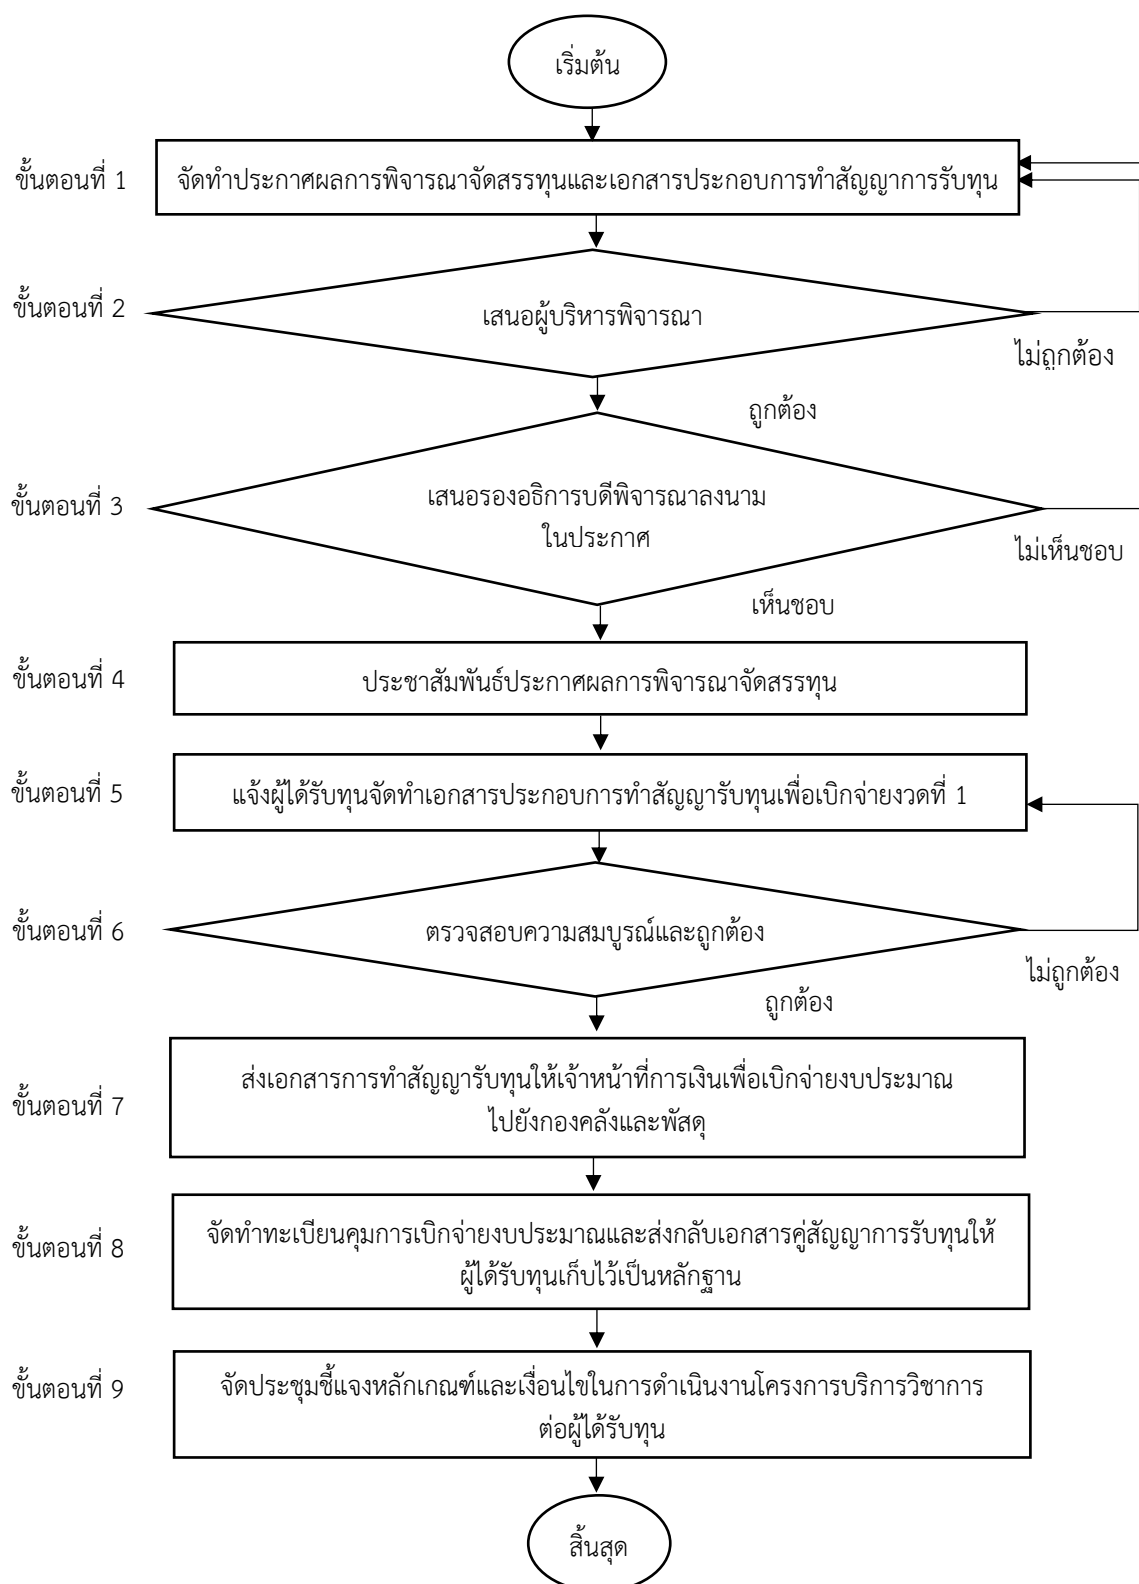 เริ่มต้น
ขั้นตอนที่ 1
จัดทำประกาศผลการพิจารณาจัดสรรทุนและเอกสารประกอบการทำสัญญาการรับทุน
ขั้นตอนที่ 2
เสนอผู้บริหารพิจารณา
ไม่ถูกต้อง
ถูกต้อง
ขั้นตอนที่ 3
เสนอรองอธิการบดีพิจารณาลงนาม
ในประกาศ
ไม่เห็นชอบ
เห็นชอบ
ขั้นตอนที่ 4
ประชาสัมพันธ์ประกาศผลการพิจารณาจัดสรรทุน
ขั้นตอนที่ 5
แจ้งผู้ได้รับทุนจัดทำเอกสารประกอบการทำสัญญารับทุนเพื่อเบิกจ่ายงวดที่ 1
ขั้นตอนที่ 6
ตรวจสอบความสมบูรณ์และถูกต้อง
ไม่ถูกต้อง
ถูกต้อง
ขั้นตอนที่ 7
ส่งเอกสารการทำสัญญารับทุนให้เจ้าหน้าที่การเงินเพื่อเบิกจ่ายงบประมาณ
ไปยังกองคลังและพัสดุ
ขั้นตอนที่ 8
จัดทำทะเบียนคุมการเบิกจ่ายงบประมาณและส่งกลับเอกสารคู่สัญญาการรับทุนให้
ผู้ได้รับทุนเก็บไว้เป็นหลักฐาน
ขั้นตอนที่ 9
จัดประชุมชี้แจงหลักเกณฑ์และเงื่อนไขในการดำเนินงานโครงการบริการวิชาการ
ต่อผู้ได้รับทุน
สิ้นสุด